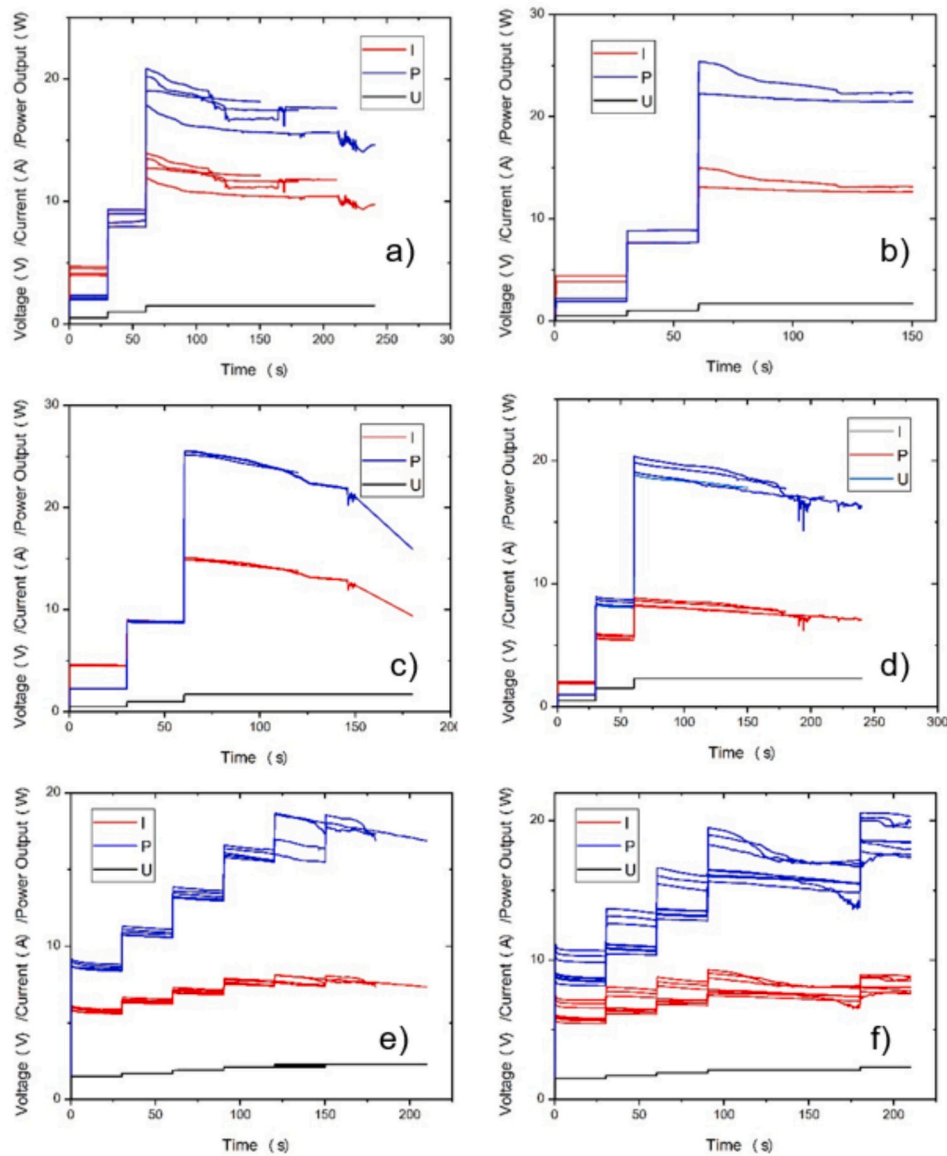 Voltage (V) /Current (A) /Power Output (W)
20
10
0
I
P
U
a)
0 50 100 150 200 250 30
Time (s)
Voltage (V) /Current (A) /Power Output (W)
30
20
10
0
I
P
U
b)
0 50 100 150
Time (s)
Voltage (V) /Current (A) /Power Output (W)
30
20
10
0
I
P
U
c)
0 50 100 150 200
Time (s)
Voltage (V) /Current (A) /Power Output (W)
20
10
0
I
P
U
d)
0 50 100 150 200 250 300
Time (s)
Voltage (V) /Current (A) /Power Output (W)
20
10
0
I
P
U
e)
0 50 100 150 200
Time (s)
Voltage (V) /Current (A) /Power Output (W)
20
10
0
I
P
U
f)
0 50 100 150 200
Time (s)